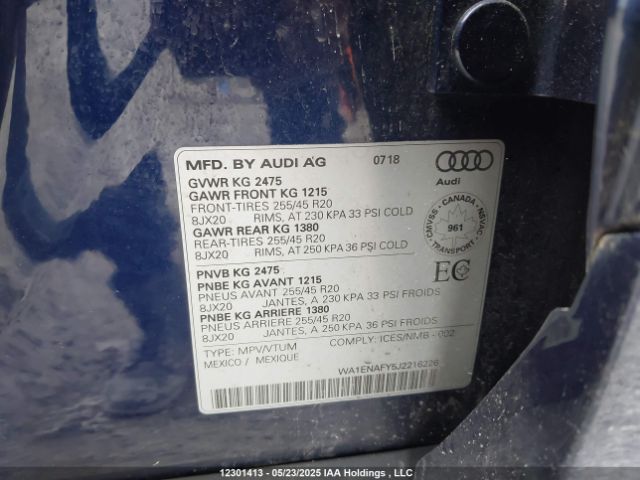 MFD. BY AUDI AG 07 18
Audi
GVWR KG 2475
GAWR FRONT KG 1215
FRONT-TIRES 255/45 R20
8JX20 RIMS, AT 230 KPA 33 PSI COLD
GAWR REAR KG 1380
REAR-TIRES 255/45 R20
8JX20 RIMS, AT 250 KPA 36 PSI COLD
CMVSS - CANADA - NSVAC
961
TRANSPORT
PNVB KG 2475
PNBE KG AVANT 1215
PNEUS AVANT 255/45 R20
8JX20 JANTES, A 230 KPA 33 PSI FROIDS
PNBE KG ARRIERE 1380
PNEUS ARRIERE 255/45 R20
8JX20 JANTES, A 250 KPA 36 PSI FROIDS
EC
TYPE: MPV/VTUM COMPLY: ICES/NMB - 002
MEXICO / MEXIQUE
WA1ENAFY5J2216226
12301413 - 05/23/2025 IAA Holdings , LLC